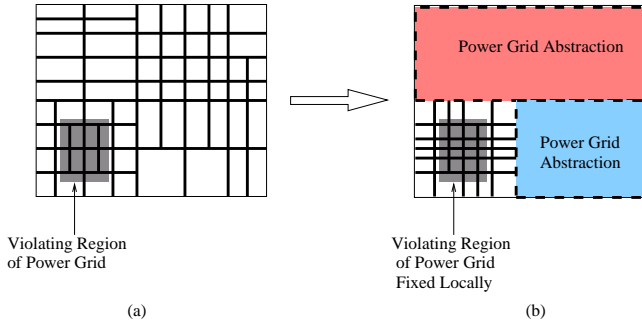 Power Grid Abstraction
Power Grid
Abstraction
Violating Region
of Power Grid
Violating Region
of Power Grid
Fixed Locally
(a)
(b)